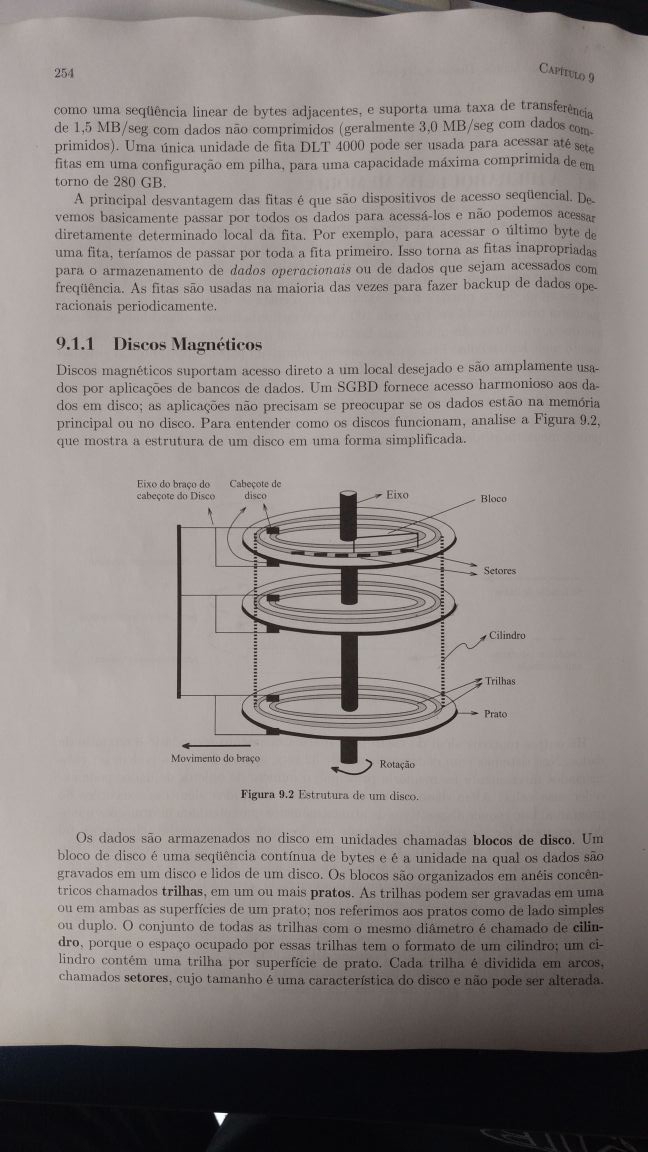 254
CAPÍTULO 9
como uma seqüência linear de bytes adjacentes, e suporta uma taxa de transferência
de 1,5 MB/seg com dados não comprimidos (geralmente 3,0 MB/seg com dados com-
primidos). Uma única unidade de fita DLT 4000 pode ser usada para acessar até sete
fitas em uma configuração em pilha, para uma capacidade máxima comprimida de em
torno de 280 GB.
A principal desvantagem das fitas é que são dispositivos de acesso seqüencial. De-
vemos basicamente passar por todos os dados para acessá-los e não podemos acessar
diretamente determinado local da fita. Por exemplo, para acessar o último byte de
uma fita, teríamos de passar por toda a fita primeiro. Isso torna as fitas inapropriadas
para o armazenamento de dados operacionais ou de dados que sejam acessados com
freqüência. As fitas são usadas na maioria das vezes para fazer backup de dados ope-
racionais periodicamente.
9.1.1 Discos Magnéticos
Discos magnéticos suportam acesso direto a um local desejado e são amplamente usa-
dos por aplicações de bancos de dados. Um SGBD fornece acesso harmonioso aos da-
dos em disco; as aplicações não precisam se preocupar se os dados estão na memória
principal ou no disco. Para entender como os discos funcionam, analise a Figura 9.2,
que mostra a estrutura de um disco em uma forma simplificada.
Eixo do braço do
cabeçote do Disco
Cabeçote de
disco
Eixo
Bloco
Setores
Cilindro
Trilhas
Prato
Movimento do braço
Rotação
Figura 9.2 Estrutura de um disco.
Os dados são armazenados no disco em unidades chamadas blocos de disco. Um
bloco de disco é uma seqüência contínua de bytes e é a unidade na qual os dados são
gravados em um disco e lidos de um disco. Os blocos são organizados em anéis concên-
tricos chamados trilhas, em um ou mais pratos. As trilhas podem ser gravadas em uma
ou em ambas as superfícies de um prato; nos referimos aos pratos como de lado simples
ou duplo. O conjunto de todas as trilhas com o mesmo diâmetro é chamado de cilin-
dro, porque o espaço ocupado por essas trilhas tem o formato de um cilindro; um ci-
lindro contém uma trilha por superfície de prato. Cada trilha é dividida em arcos,
chamados setores, cujo tamanho é uma característica do disco e não pode ser alterada.